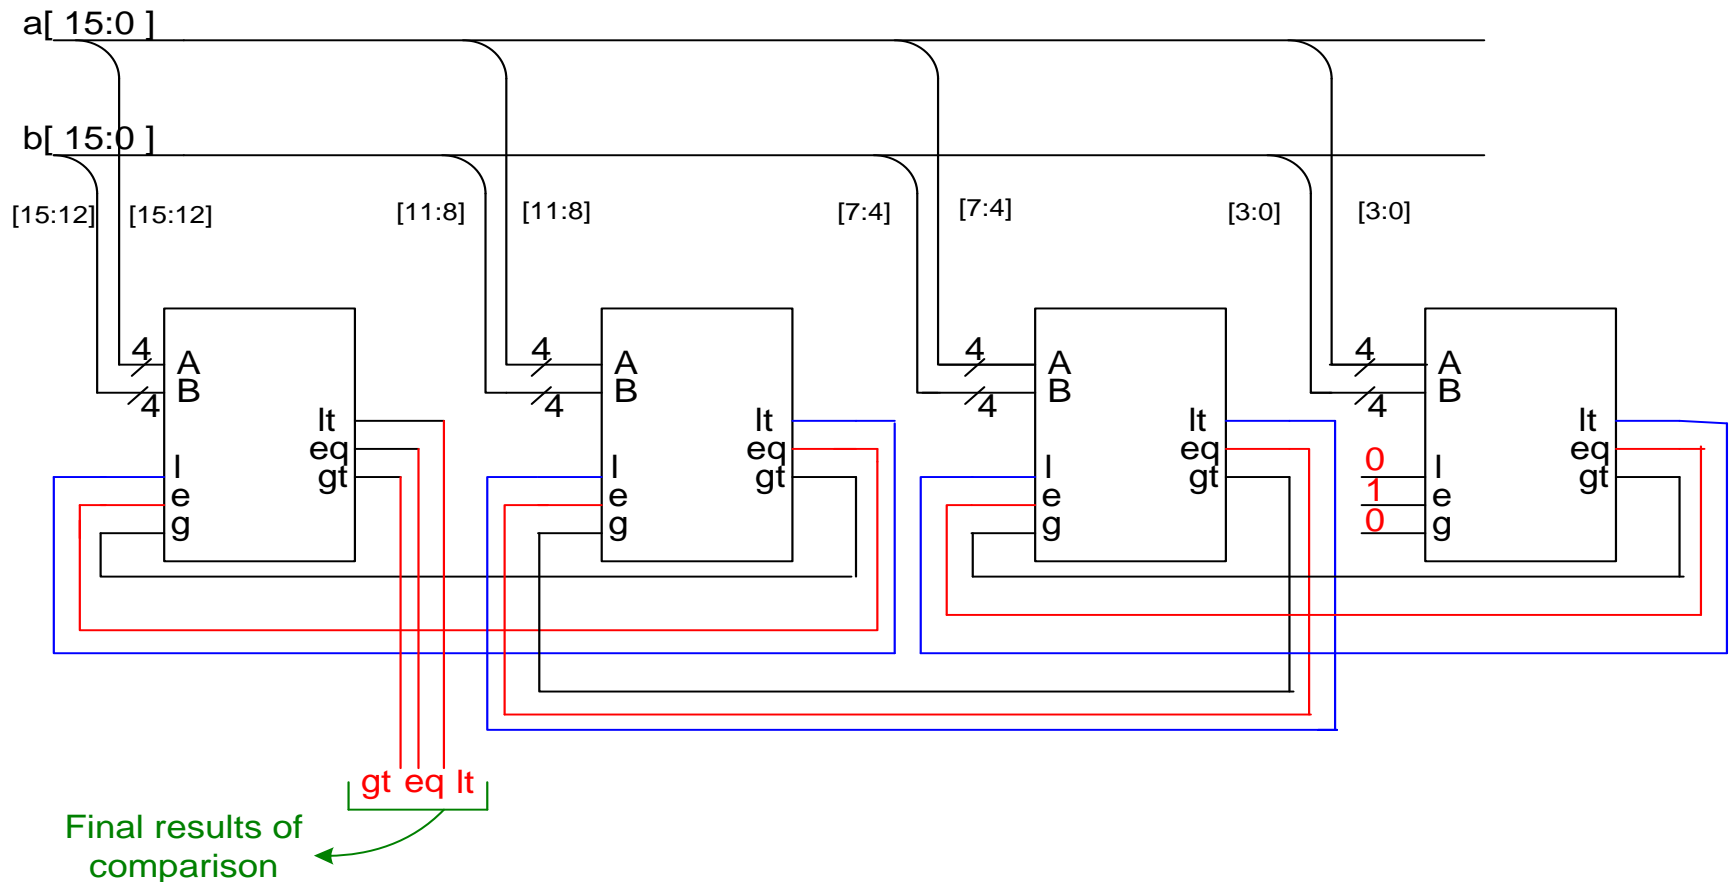 a[ 15:0 ]
b[ 15:0 ]
[15:12] [15:12] [11:8] [11:8] [7:4] [7:4] [3:0] [3:0]
4 4 4 4
A A A A
B B B B
4 4 4 4
lt lt lt lt
eq eq eq eq
gt gt gt gt
l l l 0 l
e e e 1 e
g g g 0 g
gt eq lt
Final results of
comparison